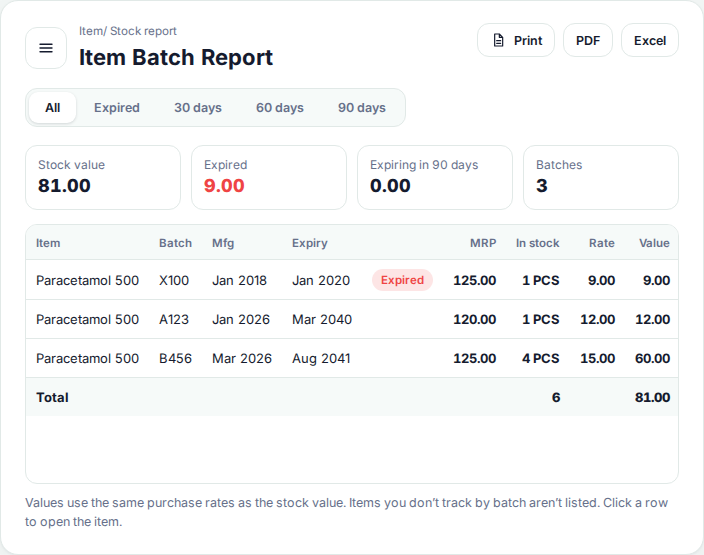 Item/ Stock report
Item Batch Report
Print PDF Excel
All Expired 30 days 60 days 90 days
Stock value Expired Expiring in 90 days Batches
81.00 9.00 0.00 3
Item Batch Mfg Expiry MRP In stock Rate Value
Paracetamol 500 X100 Jan 2018 Jan 2020 Expired 125.00 1 PCS 9.00 9.00
Paracetamol 500 A123 Jan 2026 Mar 2040 120.00 1 PCS 12.00 12.00
Paracetamol 500 B456 Mar 2026 Aug 2041 125.00 4 PCS 15.00 60.00
Total 6 81.00
Values use the same purchase rates as the stock value. Items you don't track by batch aren't listed. Click a row
to open the item.